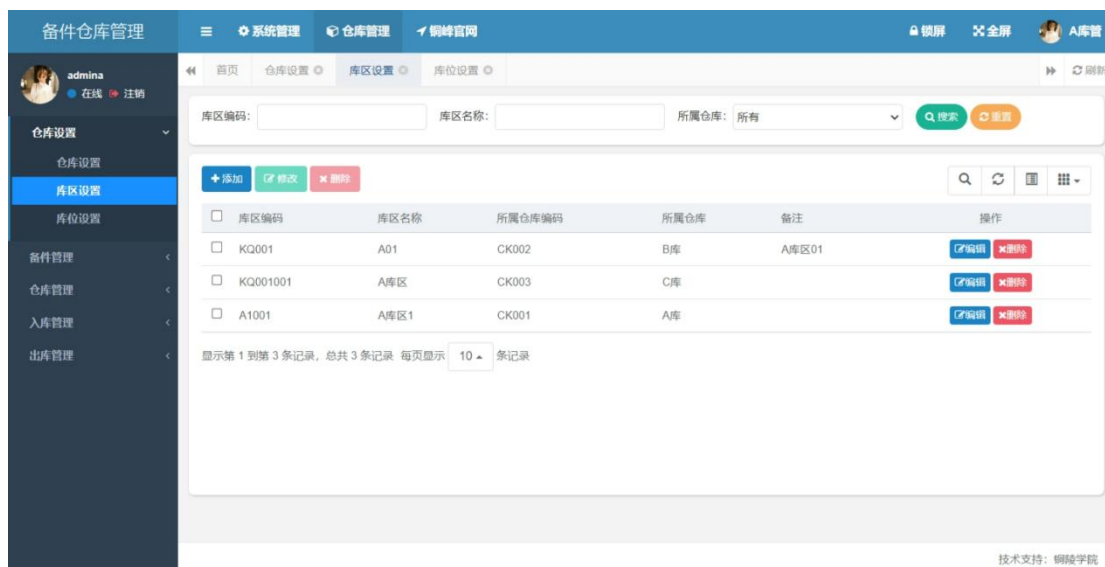 备件仓库管理 系统管理 仓库管理 铜峰官网 锁屏 全屏 A库管
admina
在线 注销
首页 仓库设置 库区设置 库位设置 刷新
仓库设置
仓库设置
库区设置
库位设置
备件管理
仓库管理
入库管理
出库管理
库区编码: 库区名称: 所属仓库: 所有 搜索 重置
添加 修改 删除
库区编码 库区名称 所属仓库编码 所属仓库 备注 操作
KQ001 A01 CK002 B库 A库区01 编辑 删除
KQ001001 A库区 CK003 C库 编辑 删除
A1001 A库区1 CK001 A库 编辑 删除
显示第 1 到第 3 条记录, 总共 3 条记录 每页显示 10 条记录
技术支持: 铜陵学院